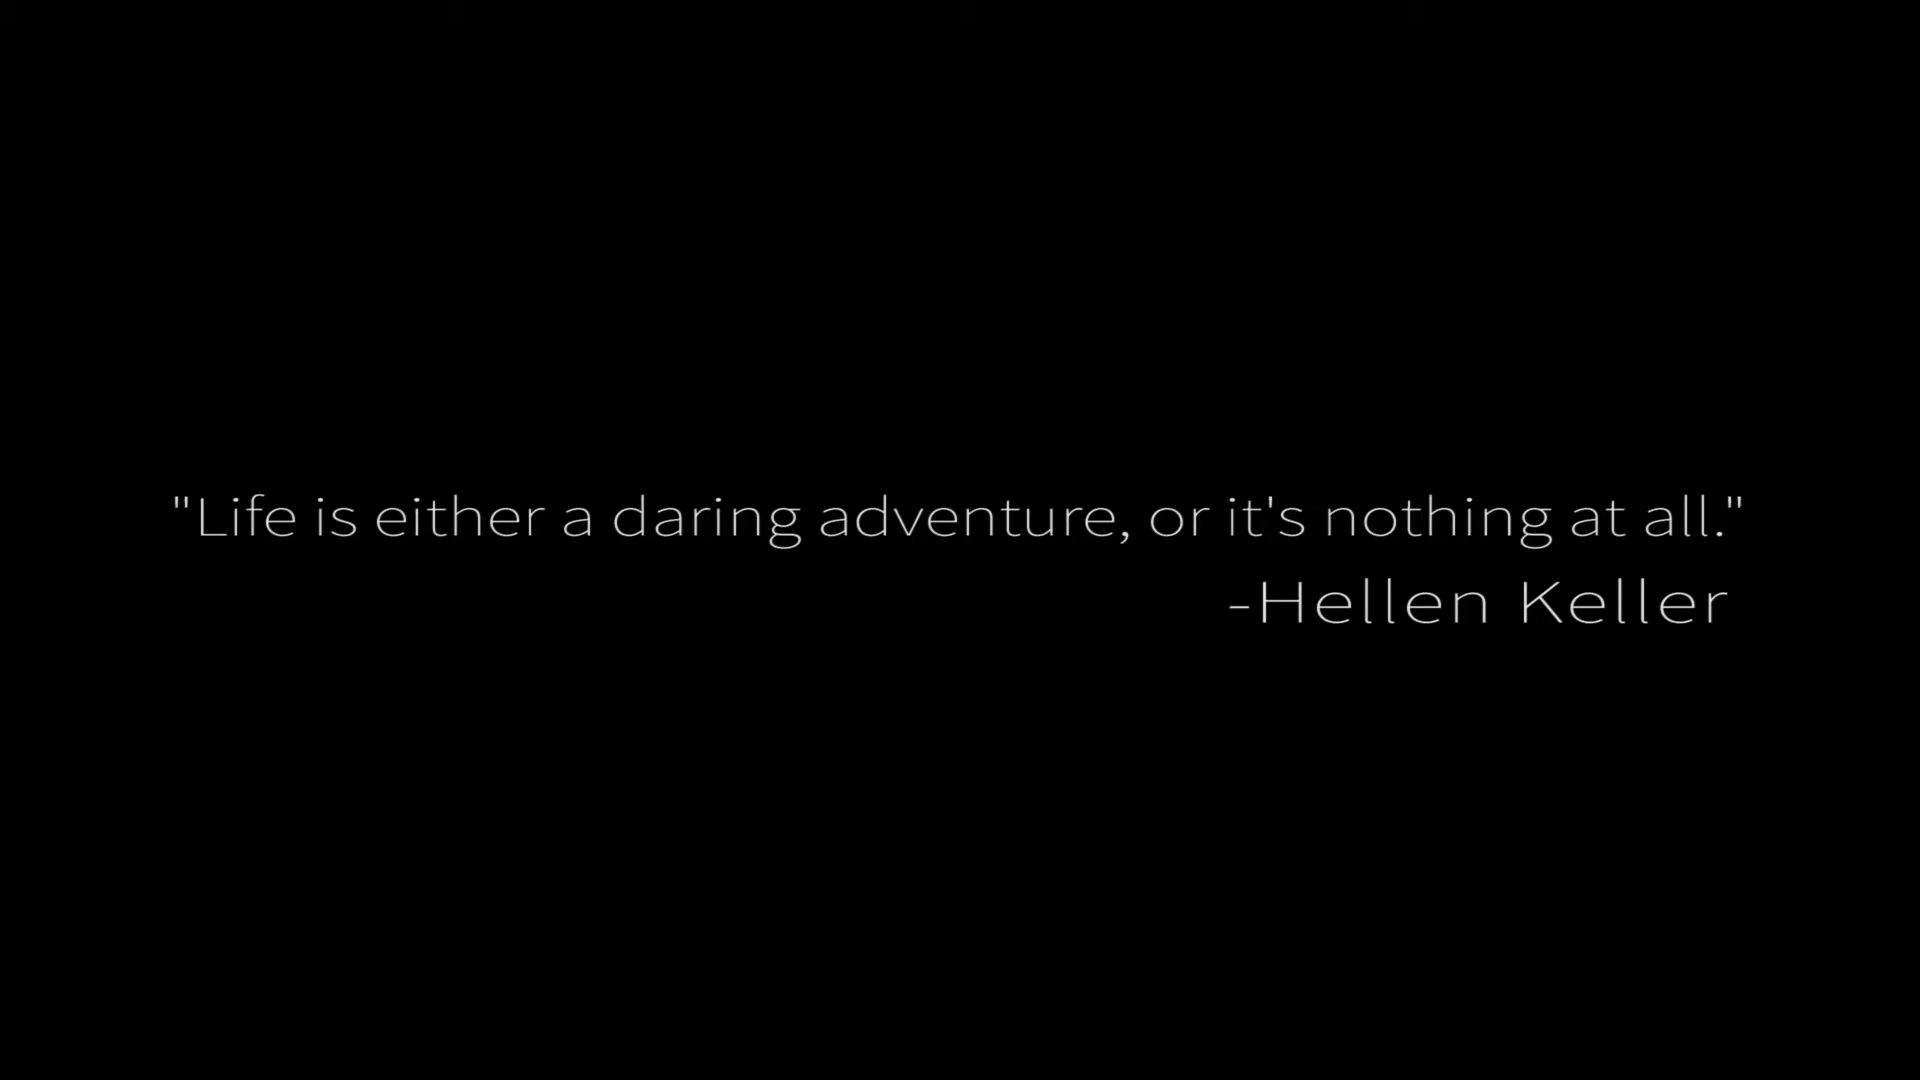 "Life is either a daring adventure, or it's nothing at all."
-Hellen Keller